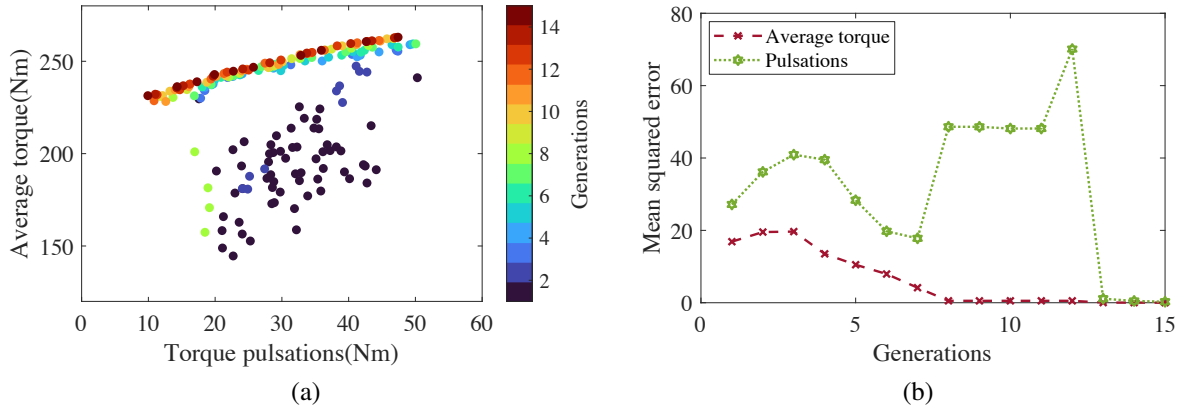 250
200
150
Average torque(Nm)
0 10 20 30 40 50 60
Torque pulsations(Nm)
14
12
10
8
6
4
2
Generations
(a)
80
60
40
20
0
Mean squared error
Average torque
Pulsations
0 5 10 15
Generations
(b)